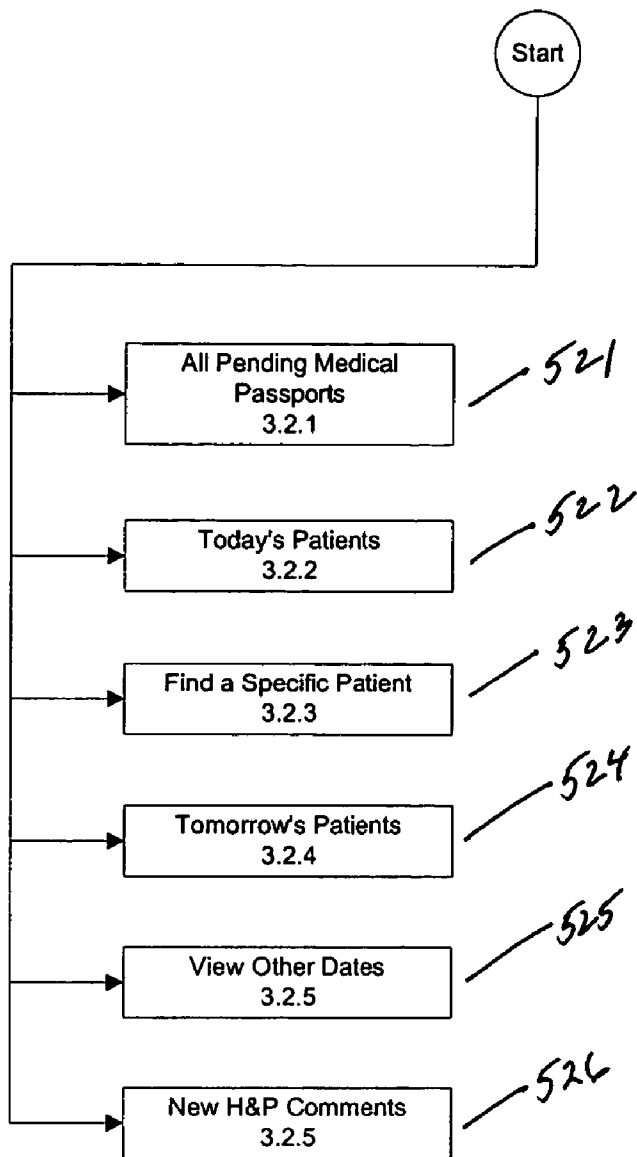 Start
All Pending Medical
Passports
3.2.1
521
Today's Patients
3.2.2
522
Find a Specific Patient
3.2.3
523
Tomorrow's Patients
3.2.4
524
View Other Dates
3.2.5
525
New H&P Comments
3.2.5
526